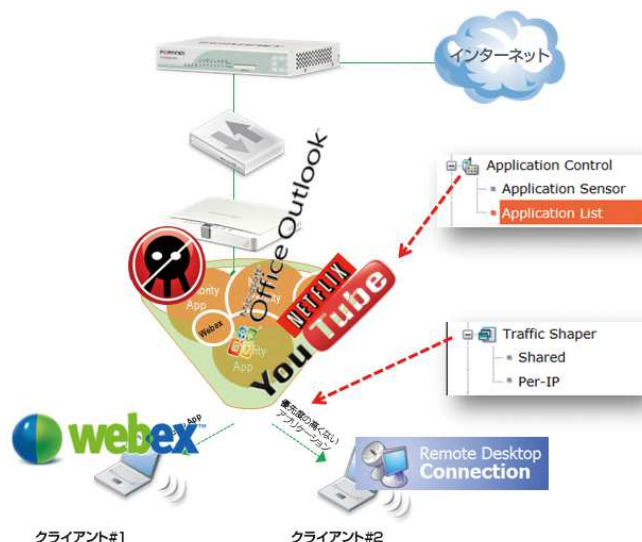 FORTINET
インターネット
Application Control
Application Sensor
Application List
Microsoft
Office Outlook
NETFLIX
YouTube
Webex
App
App
Traffic Shaper
Shared
Per-IP
webex
App
優先度の高くない
アプリケーション
Remote Desktop
Connection
クライアント#1
クライアント#2